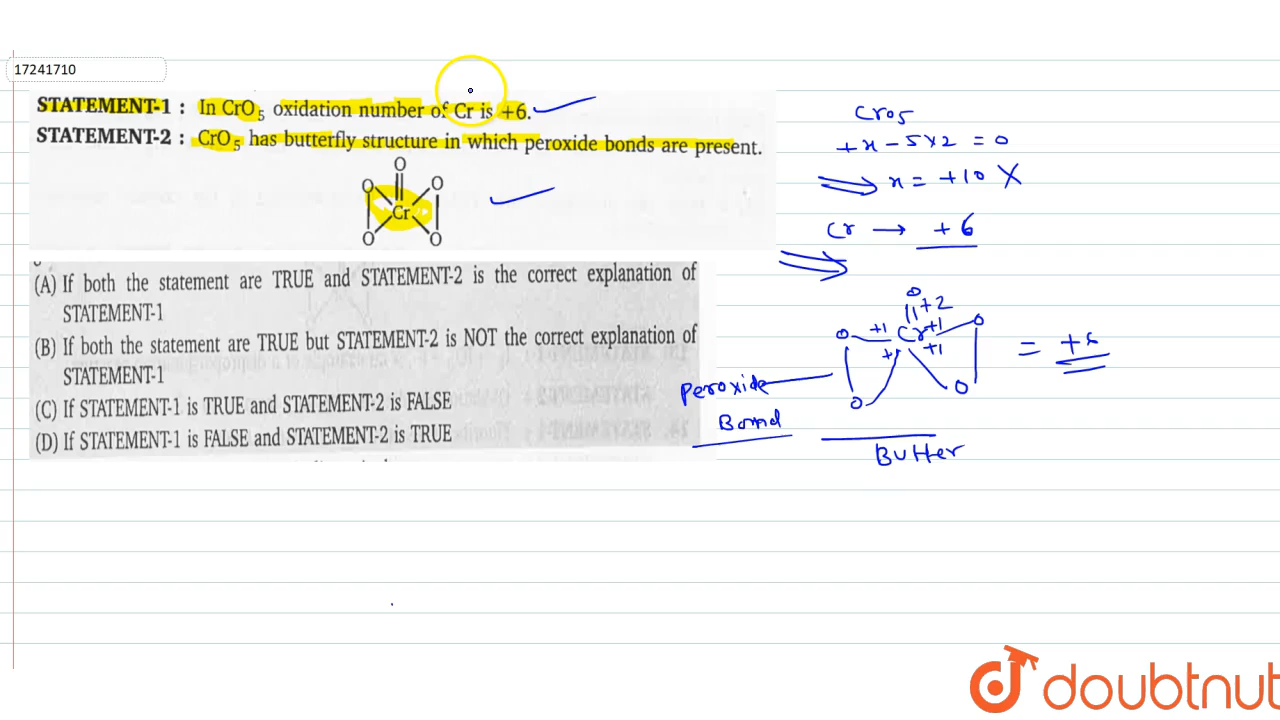 17241710
STATEMENT-1 : In CrO5 oxidation number of Cr is +6.
STATEMENT-2 : CrO5 has butterfly structure in which peroxide bonds are present.
O
O O
Cr
O O
(A) If both the statement are TRUE and STATEMENT-2 is the correct explanation of
STATEMENT-1
(B) If both the statement are TRUE but STATEMENT-2 is NOT the correct explanation of
STATEMENT-1
(C) If STATEMENT-1 is TRUE and STATEMENT-2 is FALSE
(D) If STATEMENT-1 is FALSE and STATEMENT-2 is TRUE
CrO5
+x - 5x2 = 0
x = +10 X
Cr → +6
O
+2
O +1 Cr +1 O
+1 +1
O O
= +6
Peroxide
Bond
Butter
doubtnut